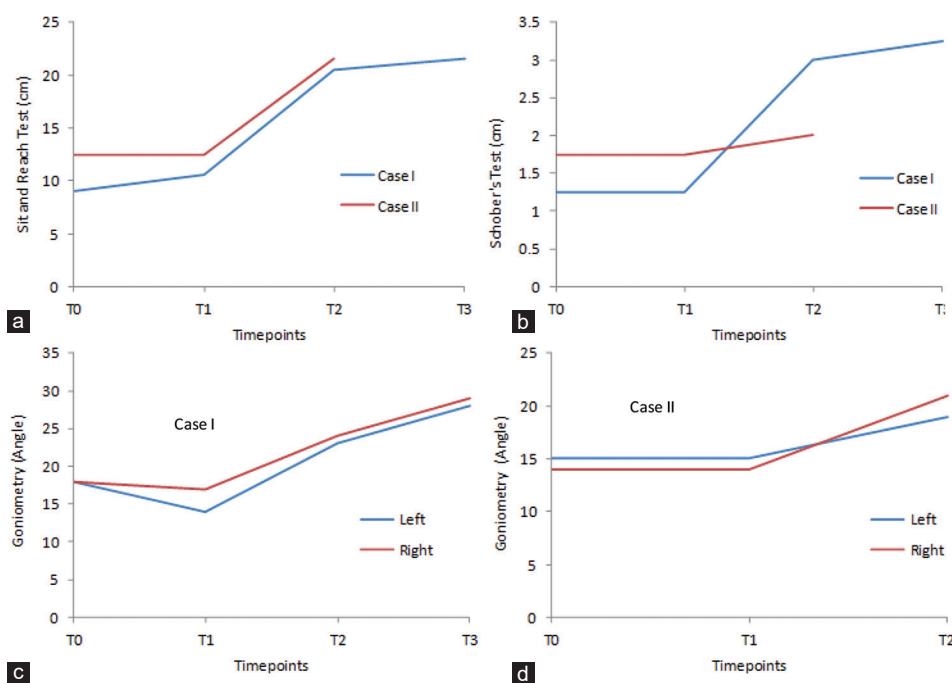 25
20
15
10
5
0
Sit and Reach Test (cm)
Case I
Case II
T0 T1 T2 T3
Timepoints
a
3.5
3
2.5
2
1.5
1
0.5
0
Schober's Test (cm)
Case I
Case II
T0 T1 T2 T3
Timepoints
b
35
30
25
20
15
10
5
0
Goniometry (Angle)
Case I
Left
Right
T0 T1 T2 T3
Timepoints
c
25
20
15
10
5
0
Goniometry (Angle)
Case II
Left
Right
T0 T1 T2
Timepoints
d